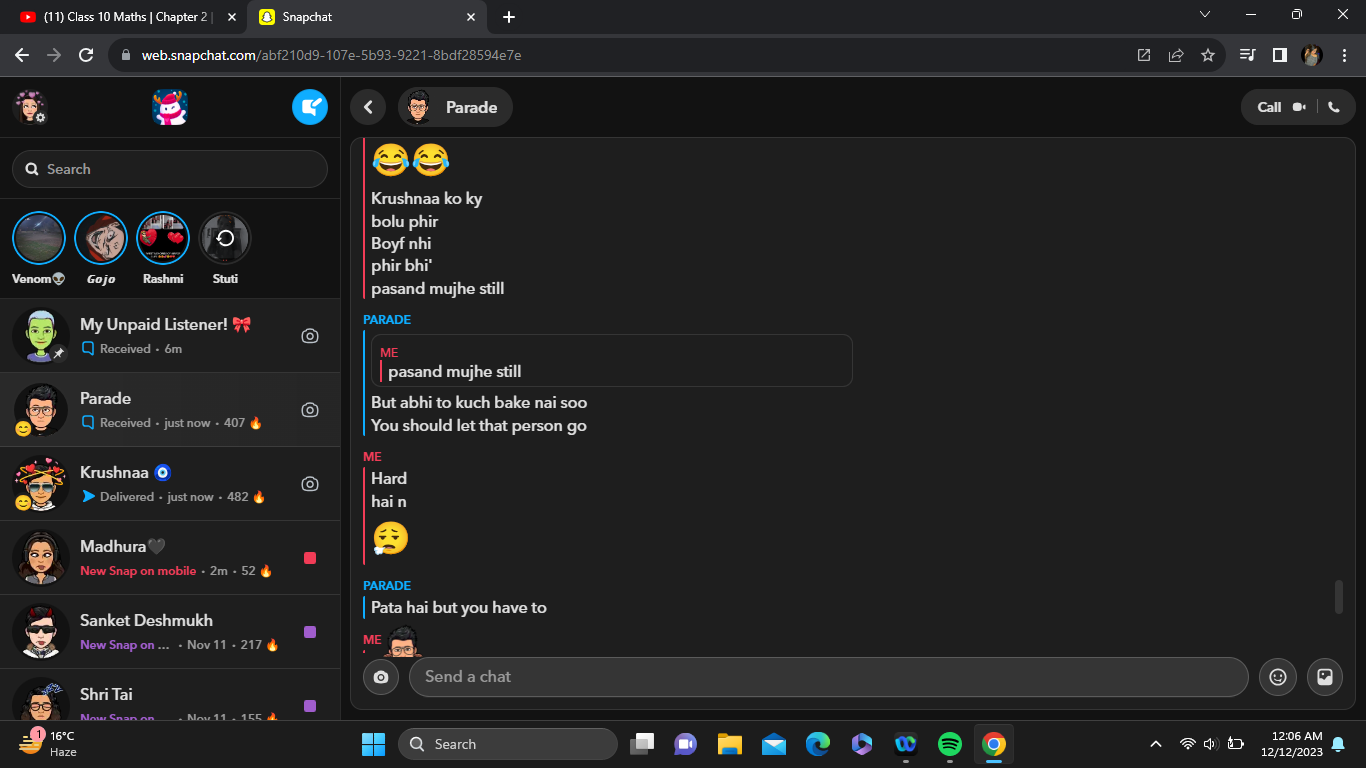 (11) Class 10 Maths | Chapter 2 |
Snapchat
web.snapchat.com/abf210d9-107e-5b93-9221-8bdf28594e7e
Parade
Call
Search
Venom👽
Gojo
Rashmi
Stuti
My Unpaid Listener! 🎀
Received · 6m
Parade
Received · just now · 407 🔥
Krushnaa 🧿
Delivered · just now · 482 🔥
Madhura🖤
New Snap on mobile · 2m · 52 🔥
Sanket Deshmukh
New Snap on ... · Nov 11 · 217 🔥
Shri Tai
New Snap on ... · Nov 11 · 155 🔥
😂😂
Krushnaa ko ky
bolu phir
Boyf nhi
phir bhi'
pasand mujhe still
PARADE
ME
pasand mujhe still
But abhi to kuch bake nai soo
You should let that person go
ME
Hard
hai n
😮‍💨
PARADE
Pata hai but you have to
ME
Send a chat
1
16°C
Haze
Search
12:06 AM
12/12/2023